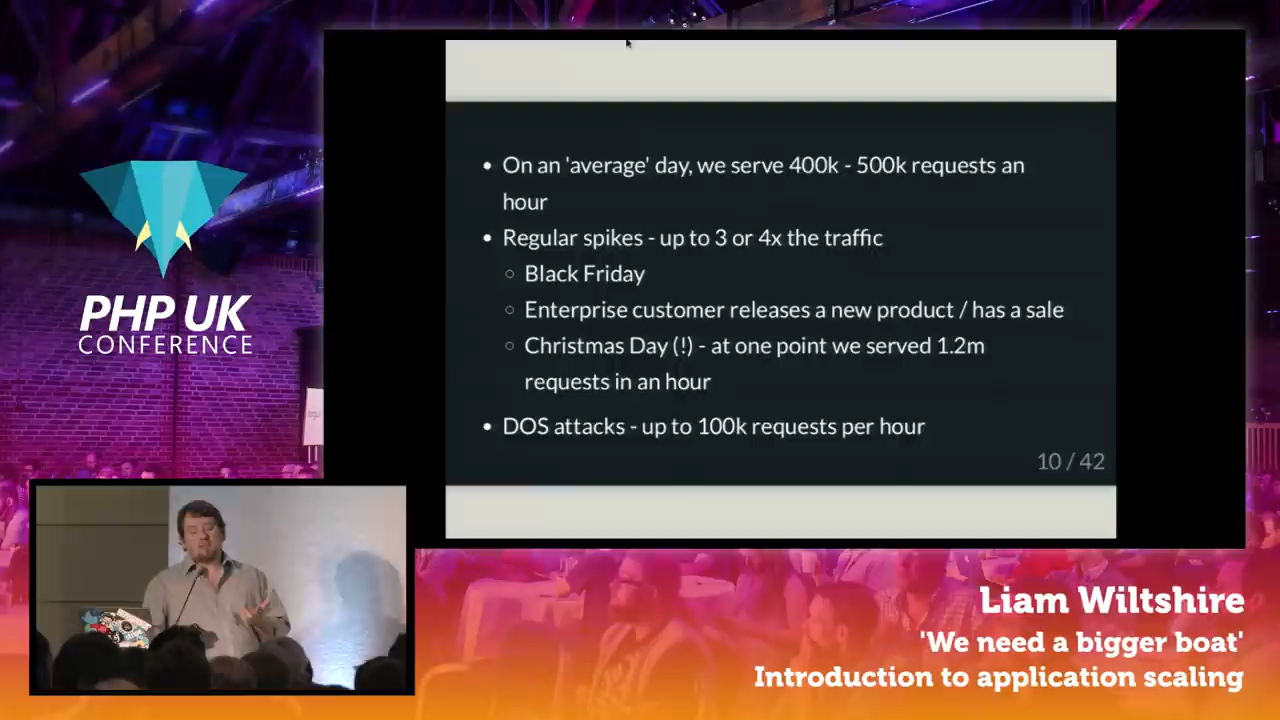 PHP UK
CONFERENCE
• On an 'average' day, we serve 400k - 500k requests an
hour
• Regular spikes - up to 3 or 4x the traffic
○ Black Friday
○ Enterprise customer releases a new product / has a sale
○ Christmas Day (!) - at one point we served 1.2m
requests in an hour
• DOS attacks - up to 100k requests per hour
10 / 42
Liam Wiltshire
'We need a bigger boat'
Introduction to application scaling